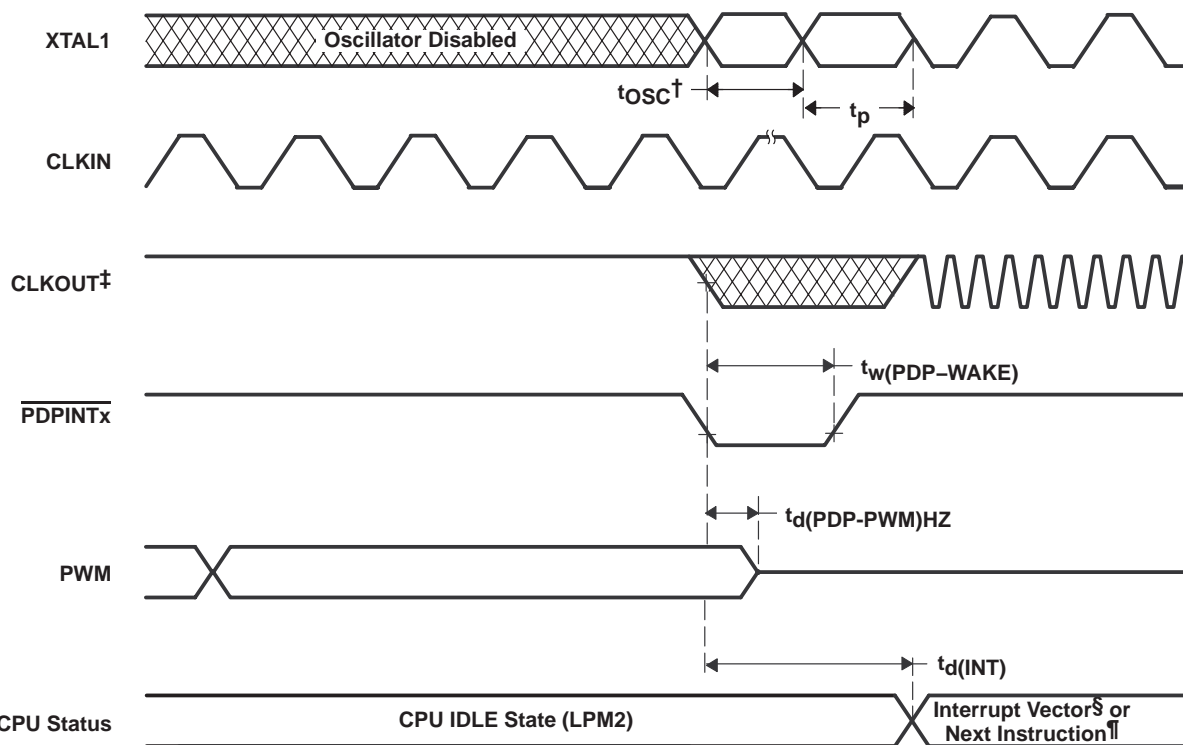 XTAL1
Oscillator Disabled
tOSC†
tp
CLKIN
CLKOUT‡
tw(PDP–WAKE)
PDPINTx
td(PDP-PWM)HZ
PWM
td(INT)
CPU Status
CPU IDLE State (LPM2)
Interrupt Vector§ or
Next Instruction¶